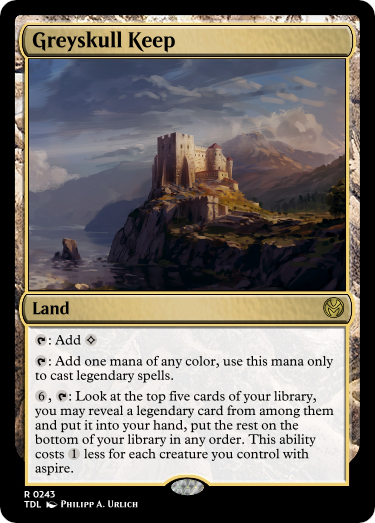 Greyskull Keep
Land
: Add
: Add one mana of any color, use this mana only
to cast legendary spells.
6, : Look at the top five cards of your library,
you may reveal a legendary card from among them
and put it into your hand, put the rest on the
bottom of your library in any order. This ability
costs 1 less for each creature you control with
aspire.
R 0243
TDL Philipp A. Urlich